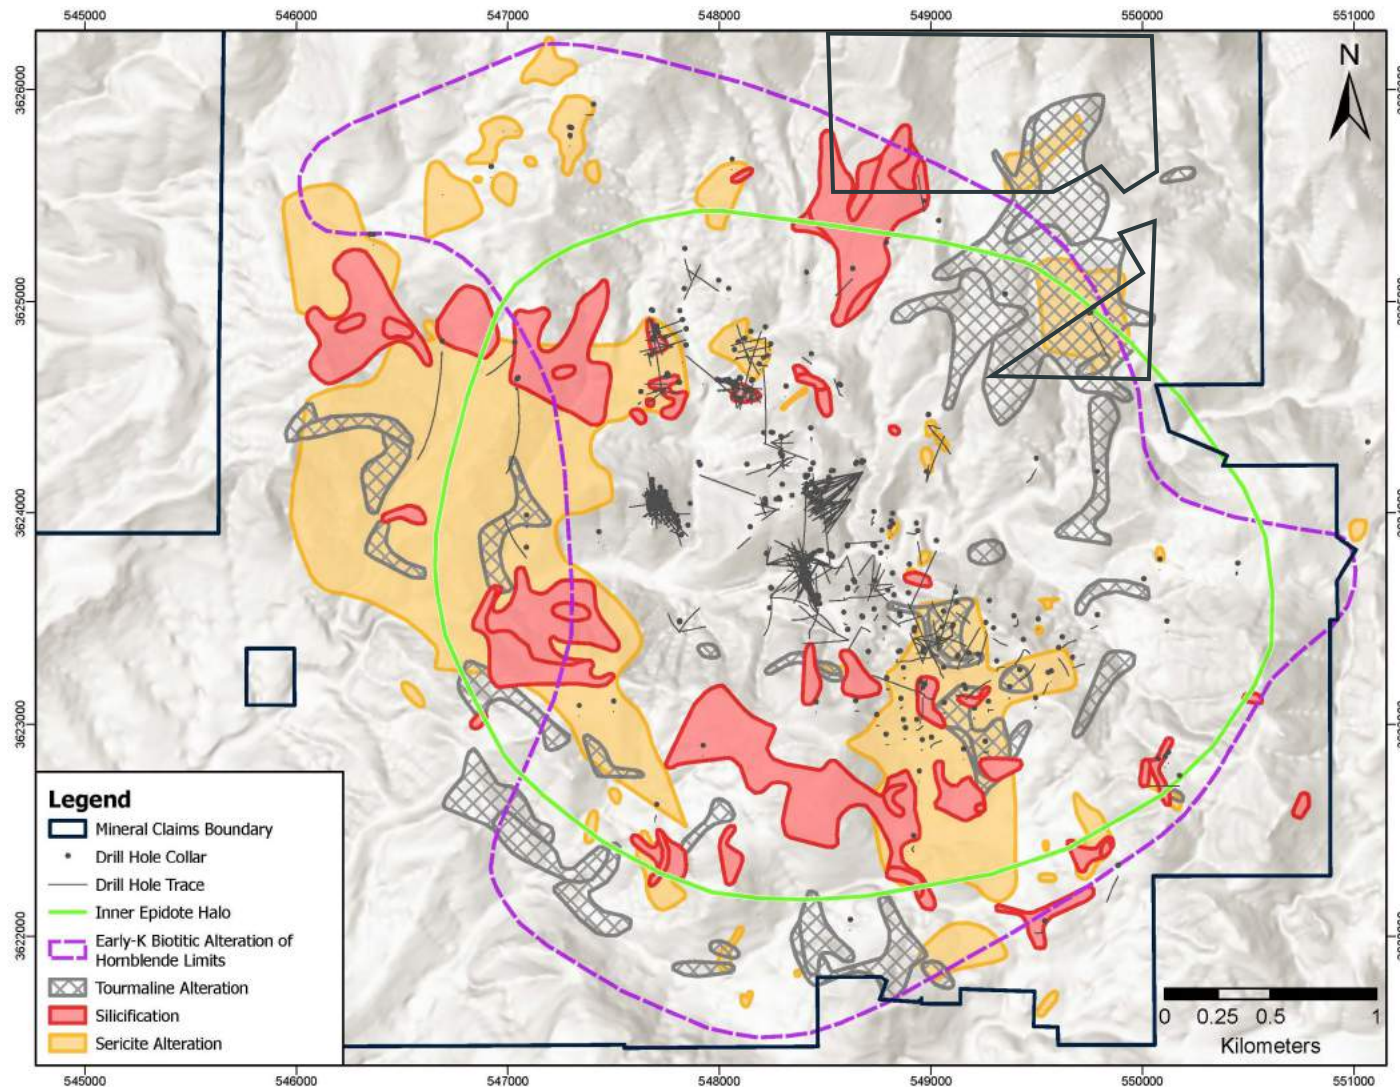 545000 546000 547000 548000 549000 550000 551000
N
3626000
3625000
3624000
3623000
3622000
Legend
Mineral Claims Boundary
Drill Hole Collar
Drill Hole Trace
Inner Epidote Halo
Early-K Biotitic Alteration of
Hornblende Limits
Tourmaline Alteration
Silicification
Sericite Alteration
0 0.25 0.5 1
Kilometers
545000 546000 547000 548000 549000 550000 551000